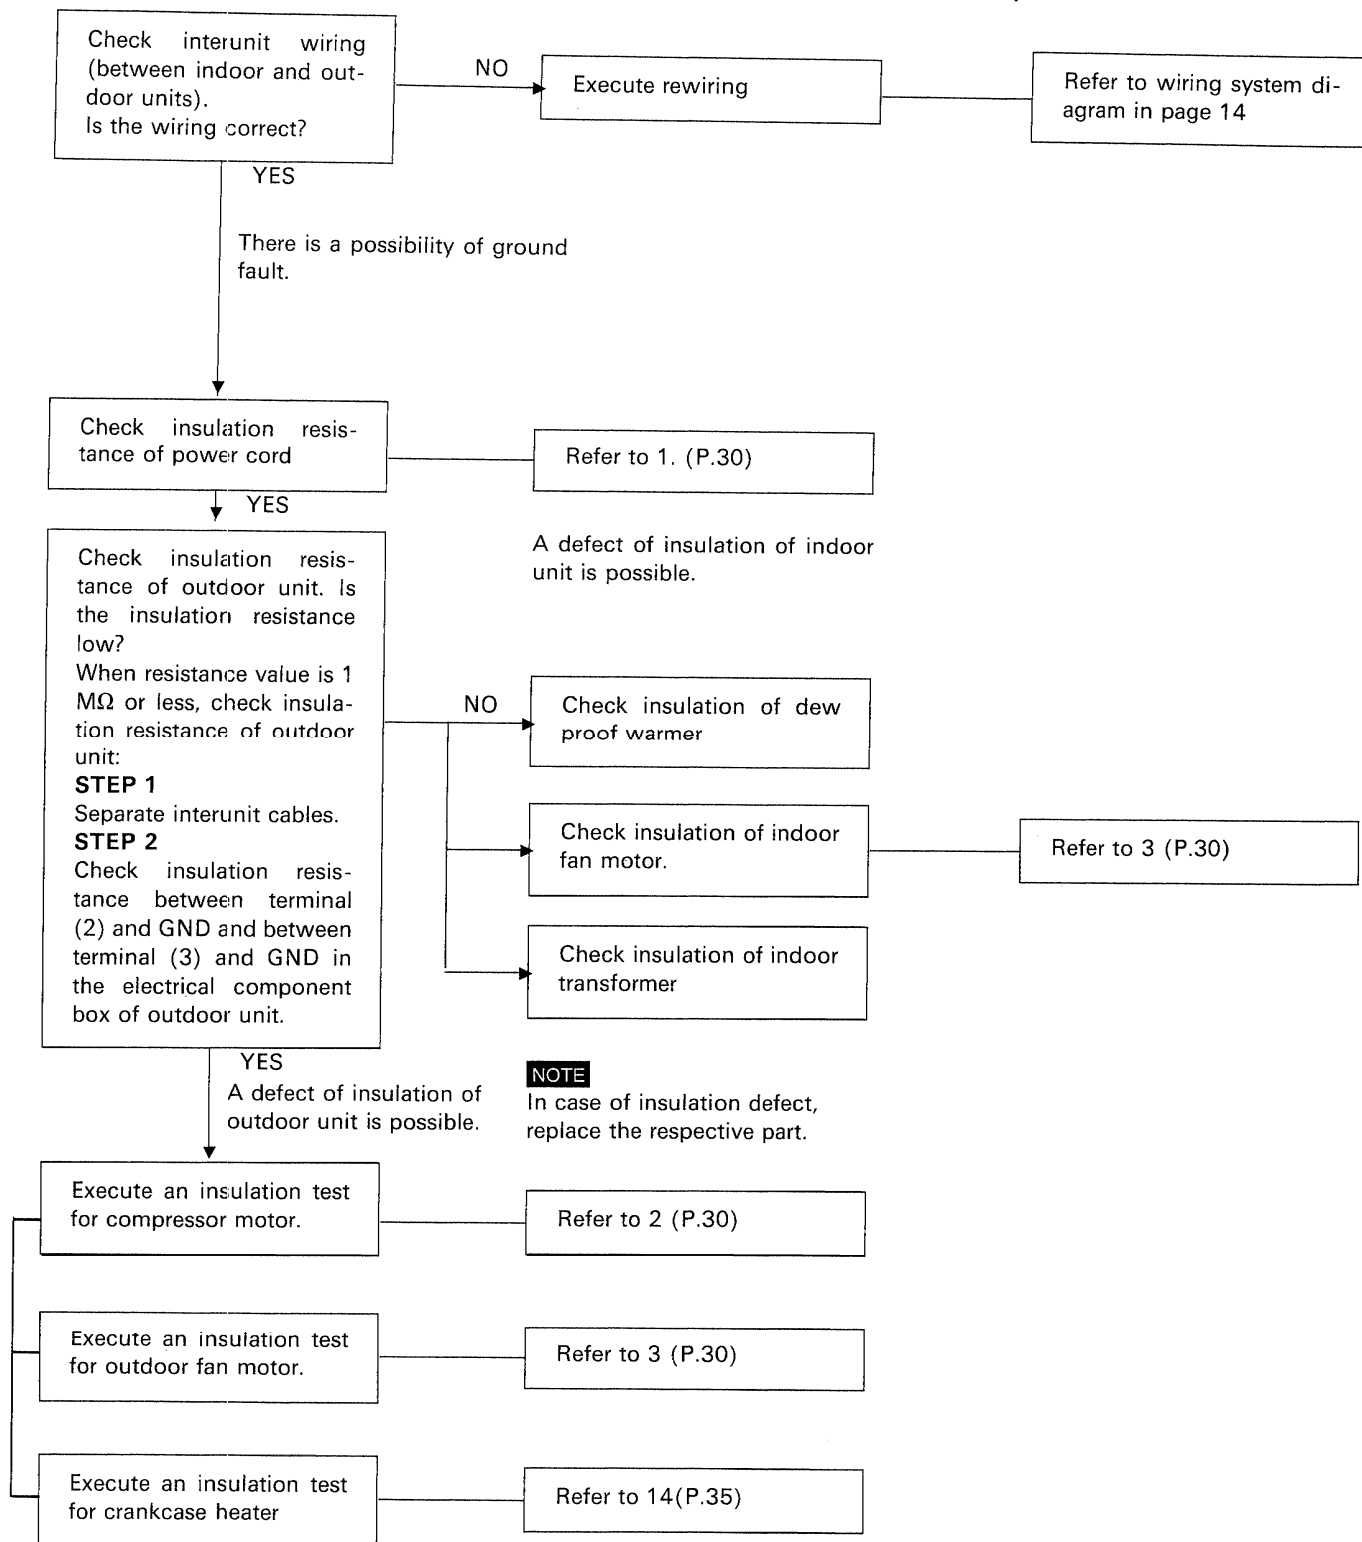 Check interunit wiring
(between indoor and out-
door units).
Is the wiring correct?
NO
Execute rewiring
Refer to wiring system di-
agram in page 14
YES
There is a possibility of ground
fault.
Check insulation resis-
tance of power cord
Refer to 1. (P.30)
YES
Check insulation resis-
tance of outdoor unit. Is
the insulation resistance
low?
When resistance value is 1
MΩ or less, check insula-
tion resistance of outdoor
unit:
STEP 1
Separate interunit cables.
STEP 2
Check insulation resis-
tance between terminal
(2) and GND and between
terminal (3) and GND in
the electrical component
box of outdoor unit.
A defect of insulation of indoor
unit is possible.
NO
Check insulation of dew
proof warmer
Check insulation of indoor
fan motor.
Refer to 3 (P.30)
Check insulation of indoor
transformer
YES
A defect of insulation of
outdoor unit is possible.
NOTE
In case of insulation defect,
replace the respective part.
Execute an insulation test
for compressor motor.
Refer to 2 (P.30)
Execute an insulation test
for outdoor fan motor.
Refer to 3 (P.30)
Execute an insulation test
for crankcase heater
Refer to 14(P.35)